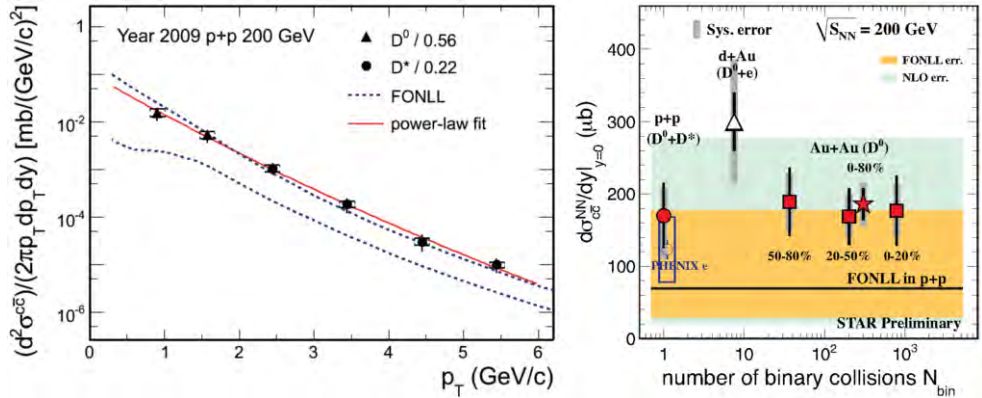 (d²σ^cc̄)/(2πp_T dp_T dy) [mb/(GeV/c)²]
1
10⁻²
10⁻⁴
10⁻⁶
Year 2009 p+p 200 GeV
D⁰ / 0.56
D* / 0.22
FONLL
power-law fit
0 1 2 3 4 5 6
p_T (GeV/c)
dσ^NN_cc̄/dy|_y=0 (μb)
400
300
200
100
0
Sys. error
√S_NN = 200 GeV
d+Au
(D⁰+e)
FONLL err.
NLO err.
p+p
(D⁰+D*)
Au+Au (D⁰)
0-80%
PHENIX e
50-80% 20-50% 0-20%
FONLL in p+p
STAR Preliminary
1 10 10² 10³
number of binary collisions N_bin